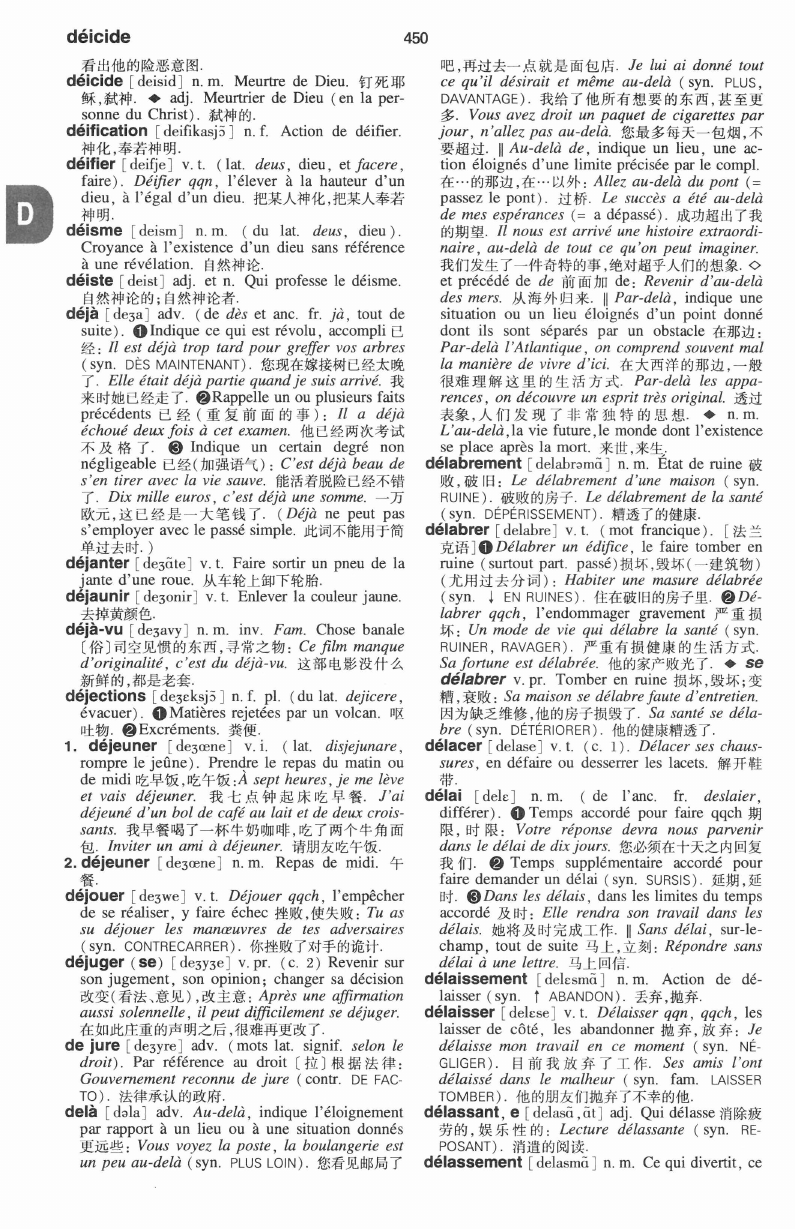 déicide
450
看出他的险恶意图.
déicide [deisid] n. m. Meurtre de Dieu. 钉死耶
稣,弑神. ◆ adj. Meurtrier de Dieu (en la per-
sonne du Christ). 弑神的.
déification [deifikasjɔ̃] n. f. Action de déifier.
神化,奉若神明.
déifier [deifje] v. t. (lat. deus, dieu, et facere,
faire). Déifier qqn, l'élever à la hauteur d'un
dieu, à l'égal d'un dieu. 把某人神化,把某人奉若
神明.
D
déisme [deism] n. m. (du lat. deus, dieu).
Croyance à l'existence d'un dieu sans référence
à une révélation. 自然神论.
déiste [deist] adj. et n. Qui professe le déisme.
自然神论的;自然神论者.
déjà [deʒa] adv. (de dès et anc. fr. jà, tout de
suite). ❶Indique ce qui est révolu, accompli 已
经: Il est déjà trop tard pour greffer vos arbres
(syn. DÈS MAINTENANT). 您现在嫁接树已经太晚
了. Elle était déjà partie quand je suis arrivé. 我
来时她已经走了. ❷Rappelle un ou plusieurs faits
précédents 已经(重复前面的事): Il a déjà
échoué deux fois à cet examen. 他已经两次考试
不及格了. ❸ Indique un certain degré non
négligeable 已经(加强语气): C'est déjà beau de
s'en tirer avec la vie sauve. 能活着脱险已经不错
了. Dix mille euros, c'est déjà une somme. 一万
欧元,这已经是一大笔钱了. (Déjà ne peut pas
s'employer avec le passé simple. 此词不能用于简
单过去时.)
déjanter [deʒɑ̃te] v. t. Faire sortir un pneu de la
jante d'une roue. 从车轮上卸下轮胎.
déjaunir [deʒonir] v. t. Enlever la couleur jaune.
去掉黄颜色.
déjà-vu [deʒavy] n. m. inv. Fam. Chose banale
〔俗〕司空见惯的东西,寻常之物: Ce film manque
d'originalité, c'est du déjà-vu. 这部电影没什么
新鲜的,都是老套.
déjections [deʒɛksjɔ̃] n. f. pl. (du lat. dejicere,
évacuer). ❶Matières rejetées par un volcan. 呕
吐物. ❷Excréments. 粪便.
1. déjeuner [deʒœne] v. i. (lat. disjejunare,
rompre le jeûne). Prendre le repas du matin ou
de midi 吃早饭,吃午饭:À sept heures, je me lève
et vais déjeuner. 我七点钟起床吃早餐. J'ai
déjeuné d'un bol de café au lait et de deux crois-
sants. 我早餐喝了一杯牛奶咖啡,吃了两个牛角面
包. Inviter un ami à déjeuner. 请朋友吃午饭.
2. déjeuner [deʒœne] n. m. Repas de midi. 午
餐.
déjouer [deʒwe] v. t. Déjouer qqch, l'empêcher
de se réaliser, y faire échec 挫败,使失败: Tu as
su déjouer les manœuvres de tes adversaires
(syn. CONTRECARRER). 你挫败了对手的诡计.
déjuger (se) [deʒyʒe] v. pr. (c. 2) Revenir sur
son jugement, son opinion; changer sa décision
改变(看法、意见),改主意: Après une affirmation
aussi solennelle, il peut difficilement se déjuger.
在如此庄重的声明之后,很难再更改了.
de jure [deʒyre] adv. (mots lat. signif. selon le
droit). Par référence au droit [拉]根据法律:
Gouvernement reconnu de jure (contr. DE FAC-
TO). 法律承认的政府.
delà [dəla] adv. Au-delà, indique l'éloignement
par rapport à un lieu ou à une situation donnés
更远些: Vous voyez la poste, la boulangerie est
un peu au-delà (syn. PLUS LOIN). 您看见邮局了
吧,再过去一点就是面包店. Je lui ai donné tout
ce qu'il désirait et même au-delà (syn. PLUS,
DAVANTAGE). 我给了他所有想要的东西,甚至更
多. Vous avez droit un paquet de cigarettes par
jour, n'allez pas au-delà. 您最多每天一包烟,不
要超过. ‖ Au-delà de, indique un lieu, une ac-
tion éloignés d'une limite précisée par le compl.
在…的那边,在…以外: Allez au-delà du pont (=
passez le pont). 过桥. Le succès a été au-delà
de mes espérances (= a dépassé). 成功超出了我
的期望. Il nous est arrivé une histoire extraordi-
naire, au-delà de tout ce qu'on peut imaginer.
我们发生了一件奇特的事,绝对超乎人们的想象. ◇
et précédé de de 前面加 de: Revenir d'au-delà
des mers. 从海外归来. ‖ Par-delà, indique une
situation ou un lieu éloignés d'un point donné
dont ils sont séparés par un obstacle 在那边:
Par-delà l'Atlantique, on comprend souvent mal
la manière de vivre d'ici. 在大西洋的那边,一般
很难理解这里的生活方式. Par-delà les appa-
rences, on découvre un esprit très original. 透过
表象,人们发现了非常独特的思想. ◆ n. m.
L'au-delà,la vie future,le monde dont l'existence
se place après la mort. 来世,来生.
délabrement [delabrəmɑ̃] n. m. État de ruine 破
败,破旧: Le délabrement d'une maison (syn.
RUINE). 破败的房子. Le délabrement de la santé
(syn. DÉPÉRISSEMENT). 糟透了的健康.
délabrer [delabre] v. t. (mot francique). [法兰
克语]❶Délabrer un édifice, le faire tomber en
ruine (surtout part. passé)损坏,毁坏(一建筑物)
(尤用过去分词): Habiter une masure délabrée
(syn. ↓ EN RUINES). 住在破旧的房子里. ❷Dé-
labrer qqch, l'endommager gravement 严重损
坏: Un mode de vie qui délabre la santé (syn.
RUINER, RAVAGER). 严重有损健康的生活方式.
Sa fortune est délabrée. 他的家产败光了. ◆ se
délabrer v. pr. Tomber en ruine 损坏,毁坏;变
糟,衰败: Sa maison se délabre faute d'entretien.
因为缺乏维修,他的房子损毁了. Sa santé se déla-
bre (syn. DÉTÉRIORER). 他的健康糟透了.
délacer [delase] v. t. (c. 1). Délacer ses chaus-
sures, en défaire ou desserrer les lacets. 解开鞋
带.
délai [delɛ] n. m. (de l'anc. fr. deslaier,
différer). ❶ Temps accordé pour faire qqch 期
限,时限: Votre réponse devra nous parvenir
dans le délai de dix jours. 您必须在十天之内回复
我们. ❷ Temps supplémentaire accordé pour
faire demander un délai (syn. SURSIS). 延期,延
时. ❸Dans les délais, dans les limites du temps
accordé 及时: Elle rendra son travail dans les
délais. 她将及时完成工作. ‖ Sans délai, sur-le-
champ, tout de suite 马上,立刻: Répondre sans
délai à une lettre. 马上回信.
délaissement [delɛsmɑ̃] n. m. Action de dé-
laisser (syn. ↑ ABANDON). 丢弃,抛弃.
délaisser [delɛse] v. t. Délaisser qqn, qqch, les
laisser de côté, les abandonner 抛弃,放弃: Je
délaisse mon travail en ce moment (syn. NÉ-
GLIGER). 目前我放弃了工作. Ses amis l'ont
délaissé dans le malheur (syn. fam. LAISSER
TOMBER). 他的朋友们抛弃了不幸的他.
délassant, e [delasɑ̃,ɑ̃t] adj. Qui délasse 消除疲
劳的,娱乐性的: Lecture délassante (syn. RE-
POSANT). 消遣的阅读.
délassement [delasmɑ̃] n. m. Ce qui divertit, ce